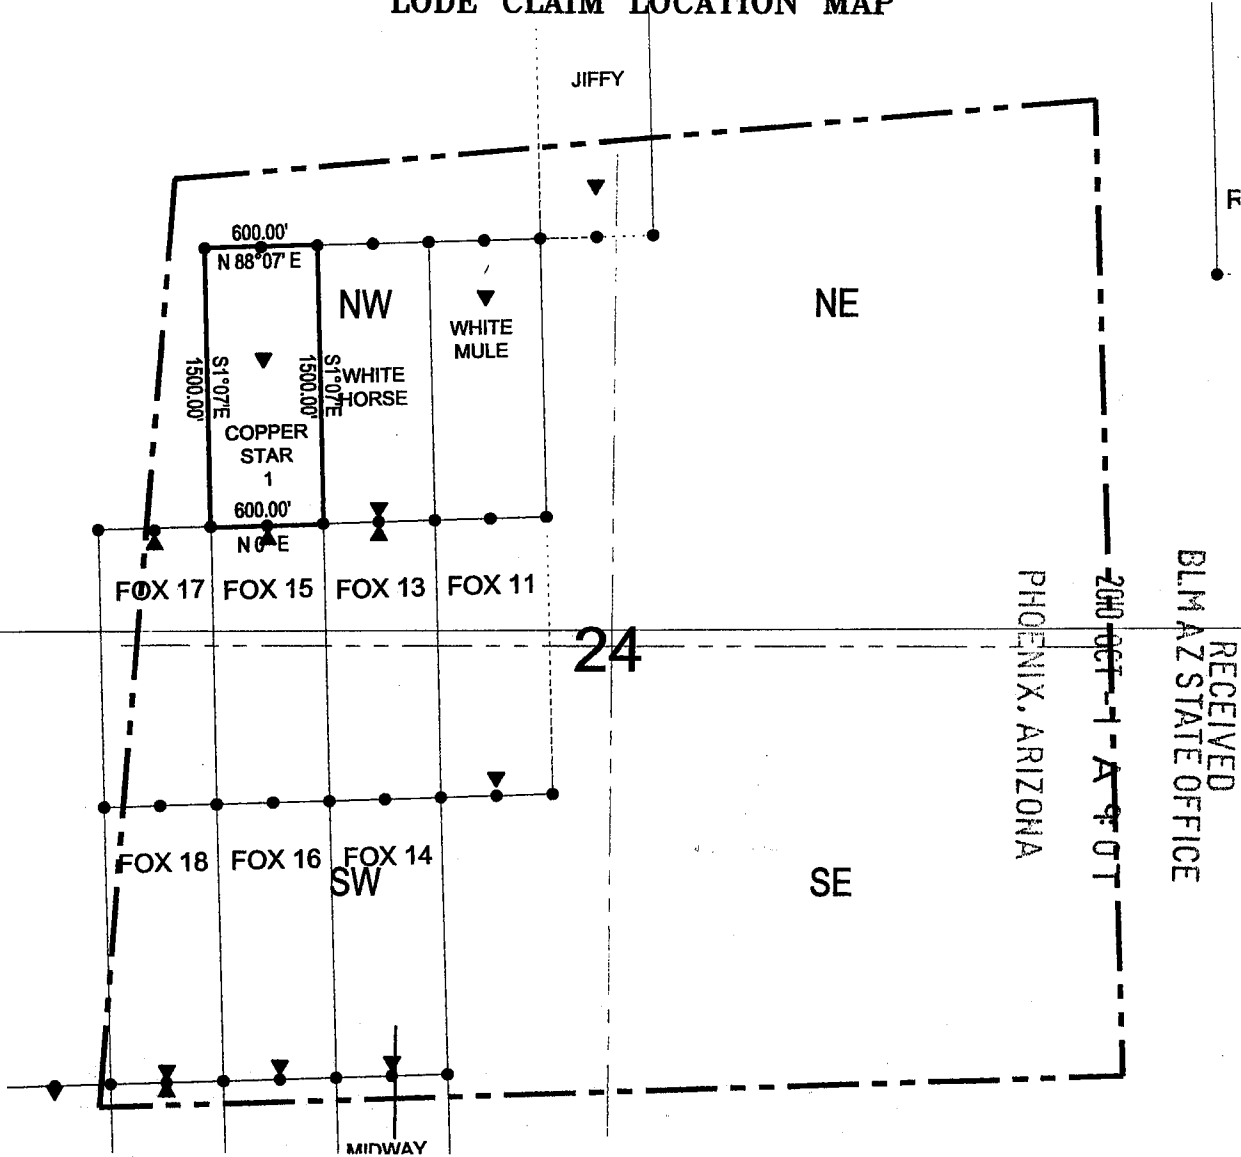 LODE CLAIM LOCATION MAP
JIFFY
R
600.00'
N 88°07' E
NW
NE
WHITE
MULE
1500.00'
S1°07'E
1500.00'
S1°07'E
WHITE
HORSE
COPPER
STAR
1
600.00'
FOX 17
FOX 15
FOX 13
FOX 11
24
RECEIVED
BLM AZ STATE OFFICE
PHOENIX, ARIZONA
FOX 18
FOX 16
FOX 14
SW
SE
MIDWAY